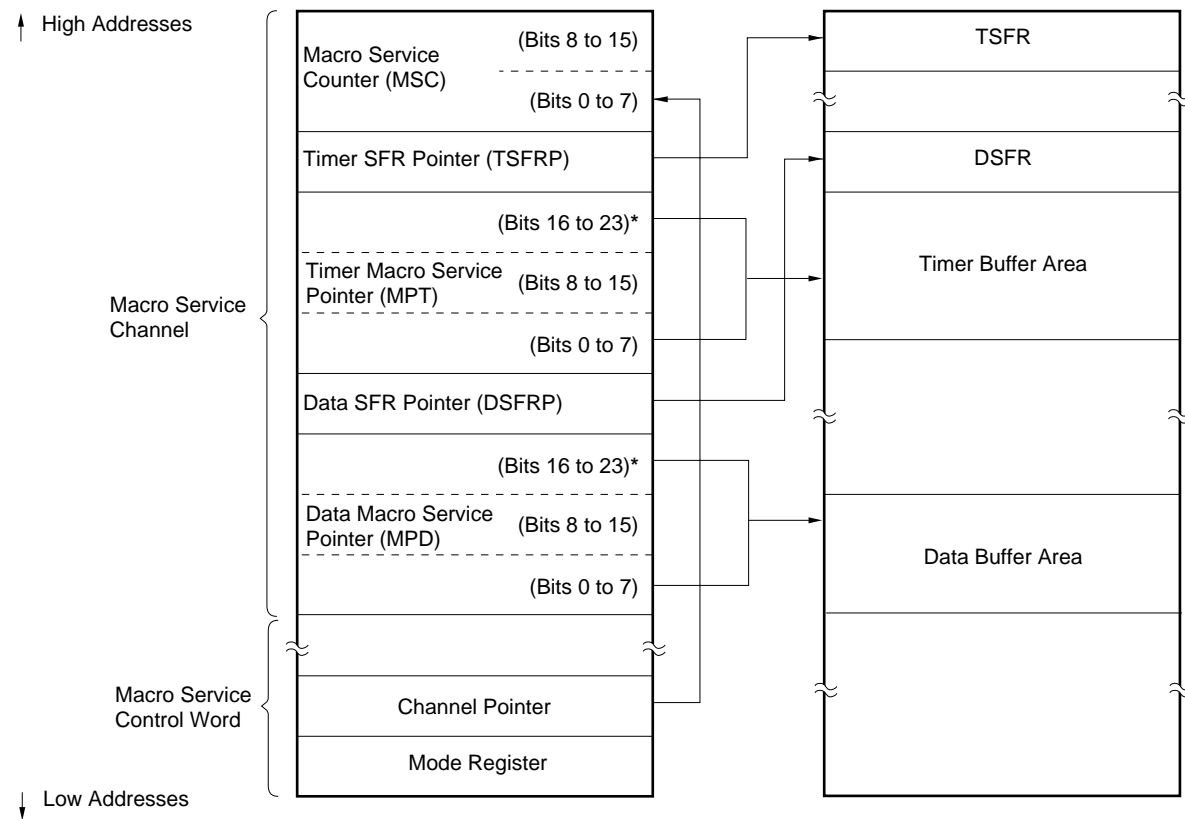 High Addresses
Macro Service
Counter (MSC)
(Bits 8 to 15)
(Bits 0 to 7)
Timer SFR Pointer (TSFRP)
(Bits 16 to 23)*
Timer Macro Service
Pointer (MPT)
(Bits 8 to 15)
(Bits 0 to 7)
Data SFR Pointer (DSFRP)
(Bits 16 to 23)*
Data Macro Service
Pointer (MPD)
(Bits 8 to 15)
(Bits 0 to 7)
Macro Service
Channel
Channel Pointer
Mode Register
Macro Service
Control Word
Low Addresses
TSFR
DSFR
Timer Buffer Area
Data Buffer Area